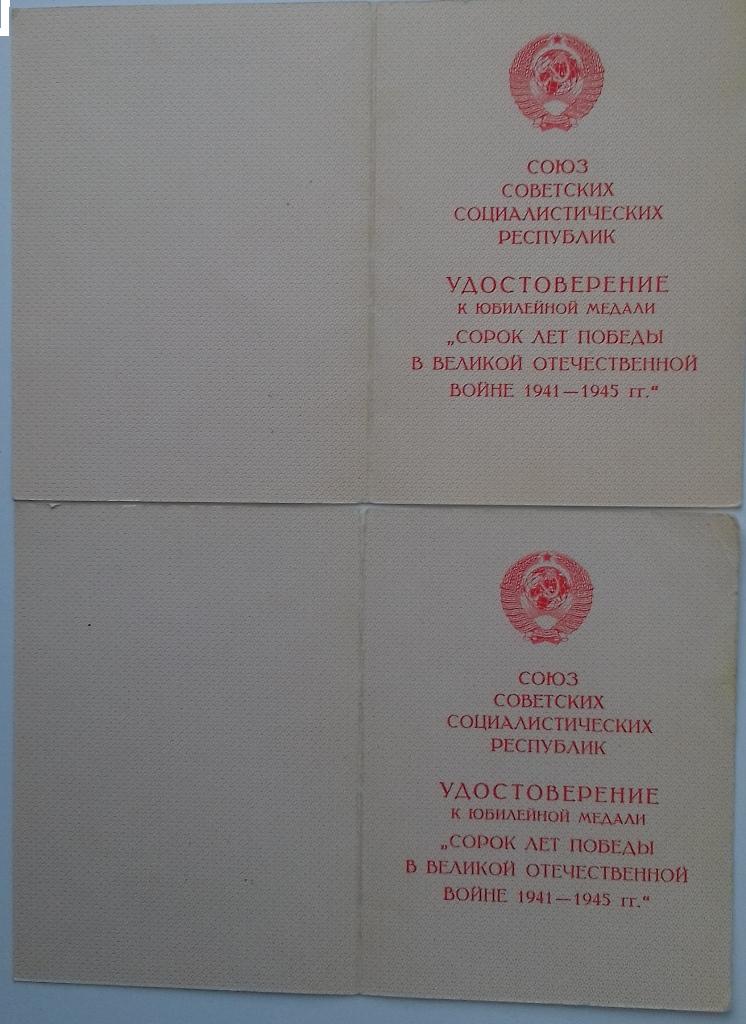 СОЮЗ
СОВЕТСКИХ
СОЦИАЛИСТИЧЕСКИХ
РЕСПУБЛИК
УДОСТОВЕРЕНИЕ
К ЮБИЛЕЙНОЙ МЕДАЛИ
„СОРОК ЛЕТ ПОБЕДЫ
В ВЕЛИКОЙ ОТЕЧЕСТВЕННОЙ
ВОЙНЕ 1941—1945 гг.“
СОЮЗ
СОВЕТСКИХ
СОЦИАЛИСТИЧЕСКИХ
РЕСПУБЛИК
УДОСТОВЕРЕНИЕ
К ЮБИЛЕЙНОЙ МЕДАЛИ
„СОРОК ЛЕТ ПОБЕДЫ
В ВЕЛИКОЙ ОТЕЧЕСТВЕННОЙ
ВОЙНЕ 1941—1945 гг.“